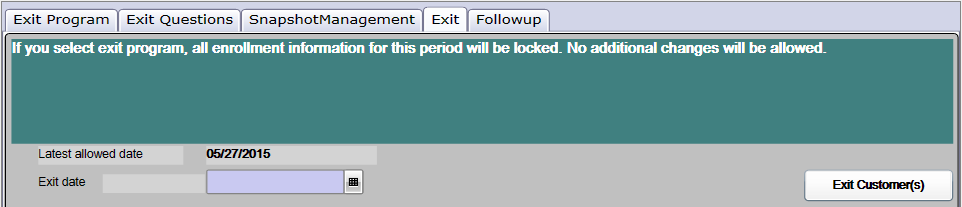 Exit Program Exit Questions SnapshotManagement Exit Followup
If you select exit program, all enrollment information for this period will be locked. No additional changes will be allowed.
Latest allowed date 05/27/2015
Exit date
Exit Customer(s)